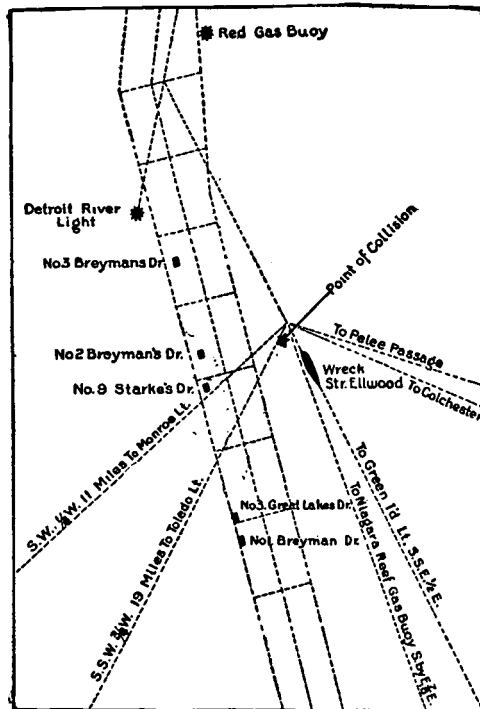 Red Gas Buoy
Detroit River
Light
No3 Breymans Dr.
Point of Collision
No2 Breyman's Dr.
No. 9 Starke's Dr.
To Pelee Passage
To Colchester
Wreck
Str. Ellwood
S.W. ¼ W. 11 Miles To Monroe Lt.
S.S.W. ¾ W. 19 Miles To Toledo Lt.
No3. Great Lakes Dr.
No1. Breyman Dr.
To Green I'd Lt. S.S.E. ½ E.
To Niagara Reef Gas Buoy S. by E.